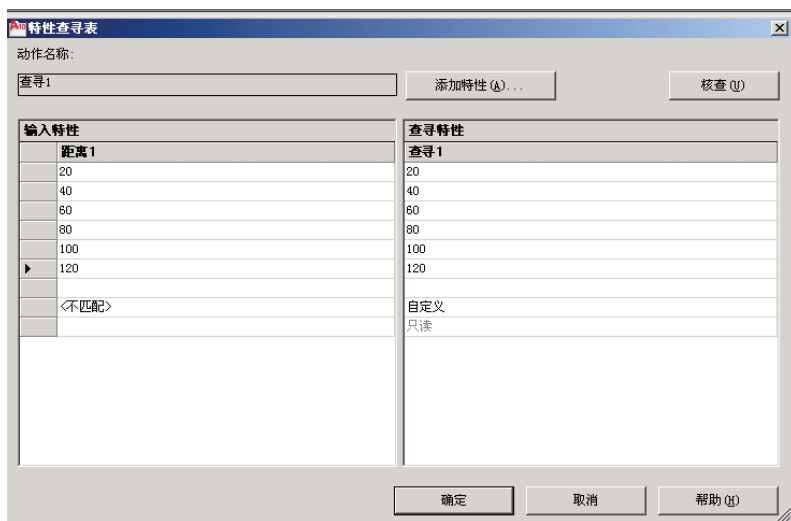 特性查寻表
动作名称:
查寻1
添加特性(A)...
核查(U)
输入特性
查寻特性
距离1
查寻1
20
20
40
40
60
60
80
80
100
100
120
120
<不匹配>
自定义
只读
确定
取消
帮助(H)